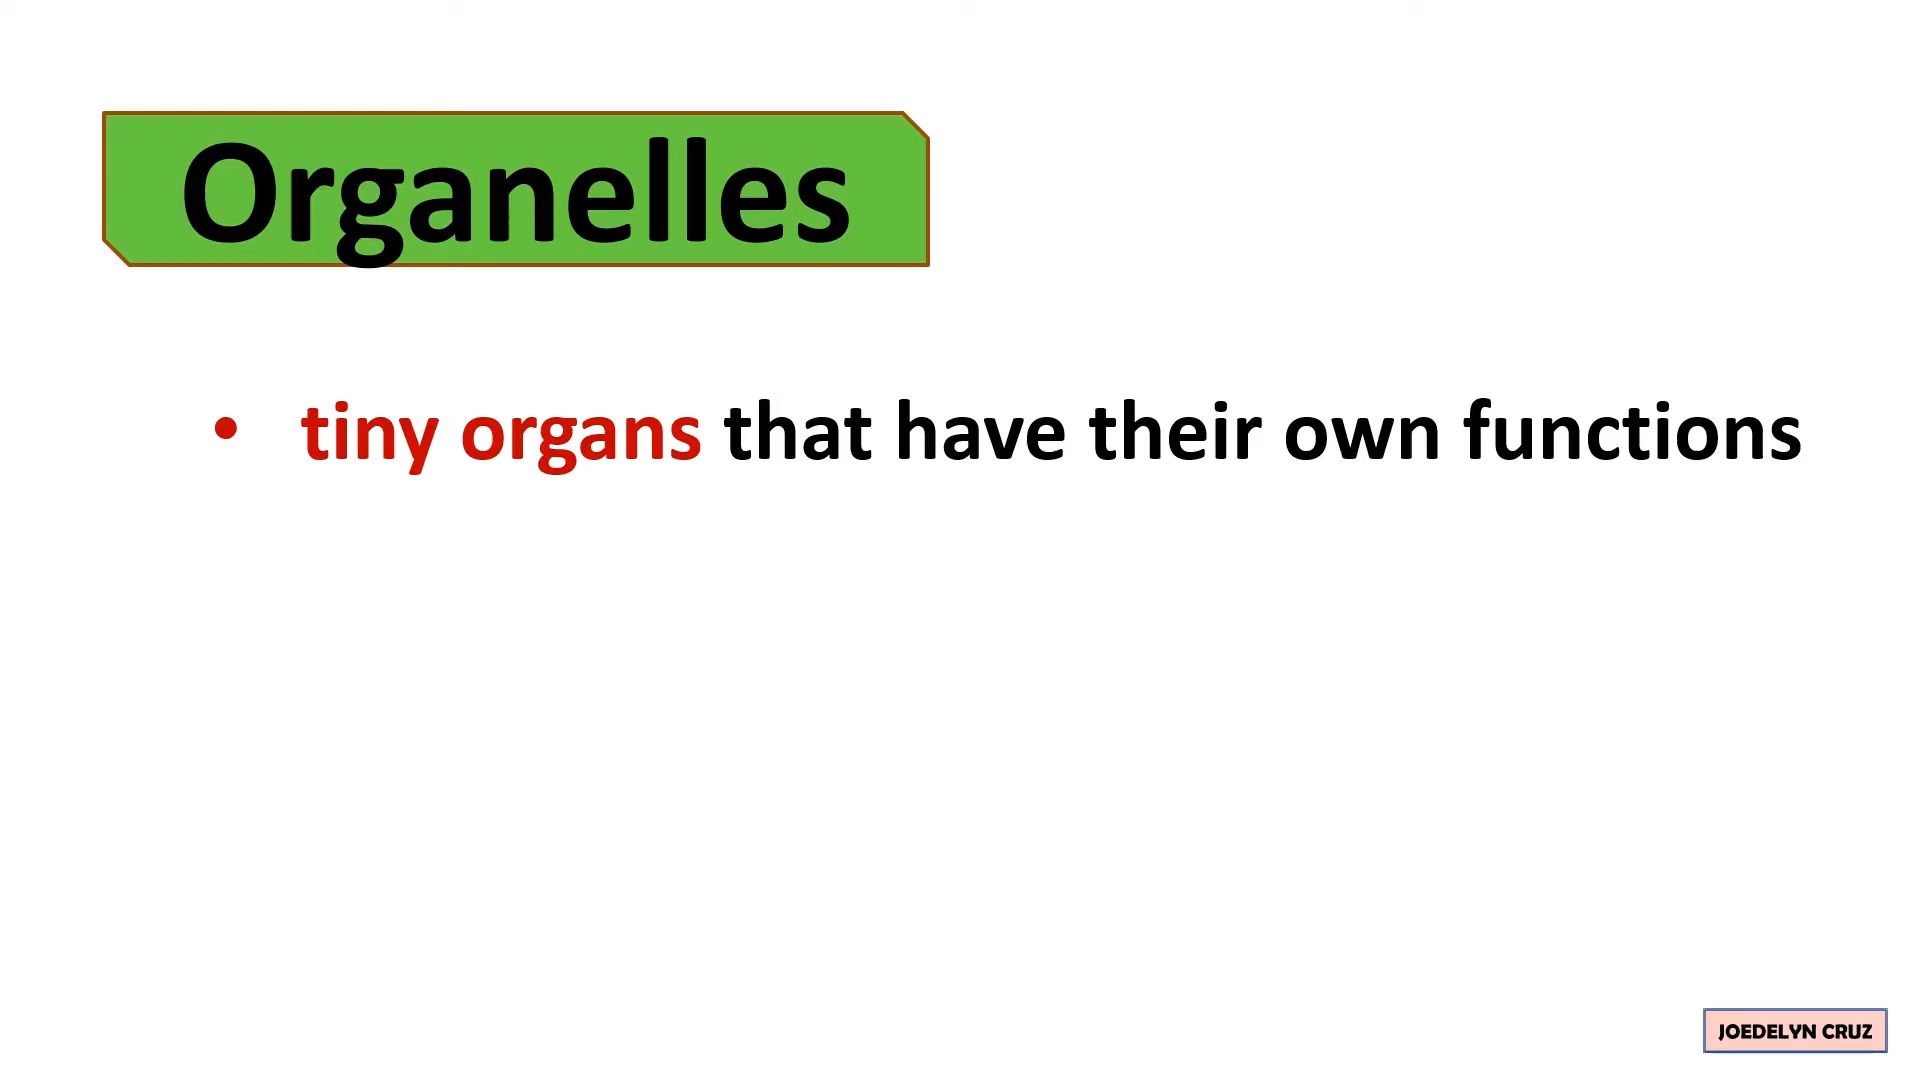 Organelles
• tiny organs that have their own functions
JOEDELYN CRUZ